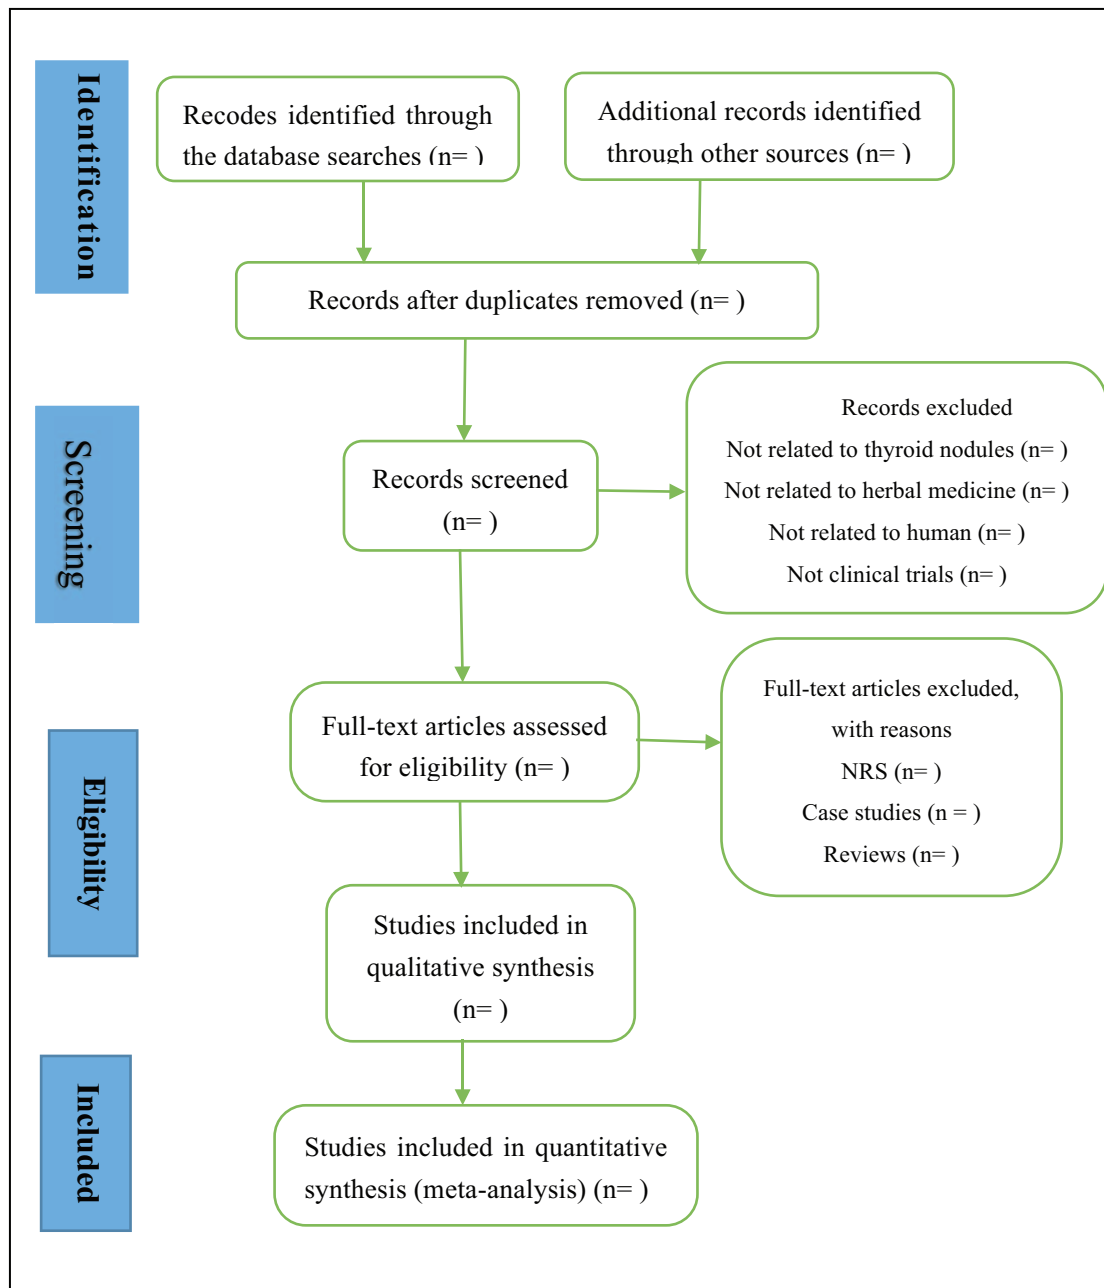 Identification
Recodes identified through
the database searches (n= )
Additional records identified
through other sources (n= )
Records after duplicates removed (n= )
Screening
Records screened
(n= )
Records excluded
Not related to thyroid nodules (n= )
Not related to herbal medicine (n= )
Not related to human (n= )
Not clinical trials (n= )
Eligibility
Full-text articles assessed
for eligibility (n= )
Full-text articles excluded,
with reasons
NRS (n= )
Case studies (n = )
Reviews (n= )
Studies included in
qualitative synthesis
(n= )
Included
Studies included in quantitative
synthesis (meta-analysis) (n= )